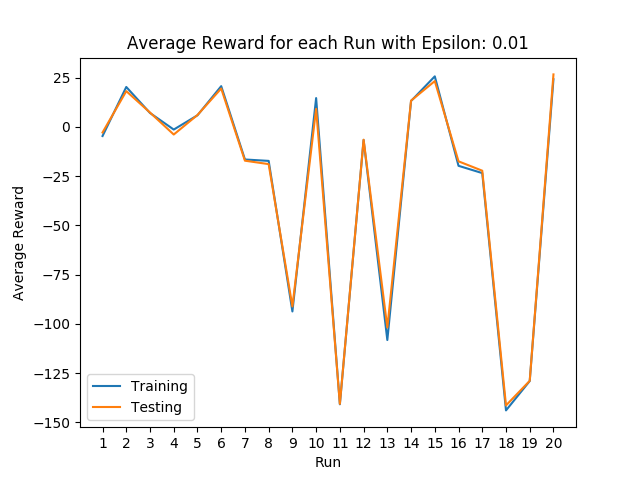 Average Reward for each Run with Epsilon: 0.01
25
0
−25
−50
−75
−100
−125
−150
Average Reward
Training
Testing
1 2 3 4 5 6 7 8 9 10 11 12 13 14 15 16 17 18 19 20
Run